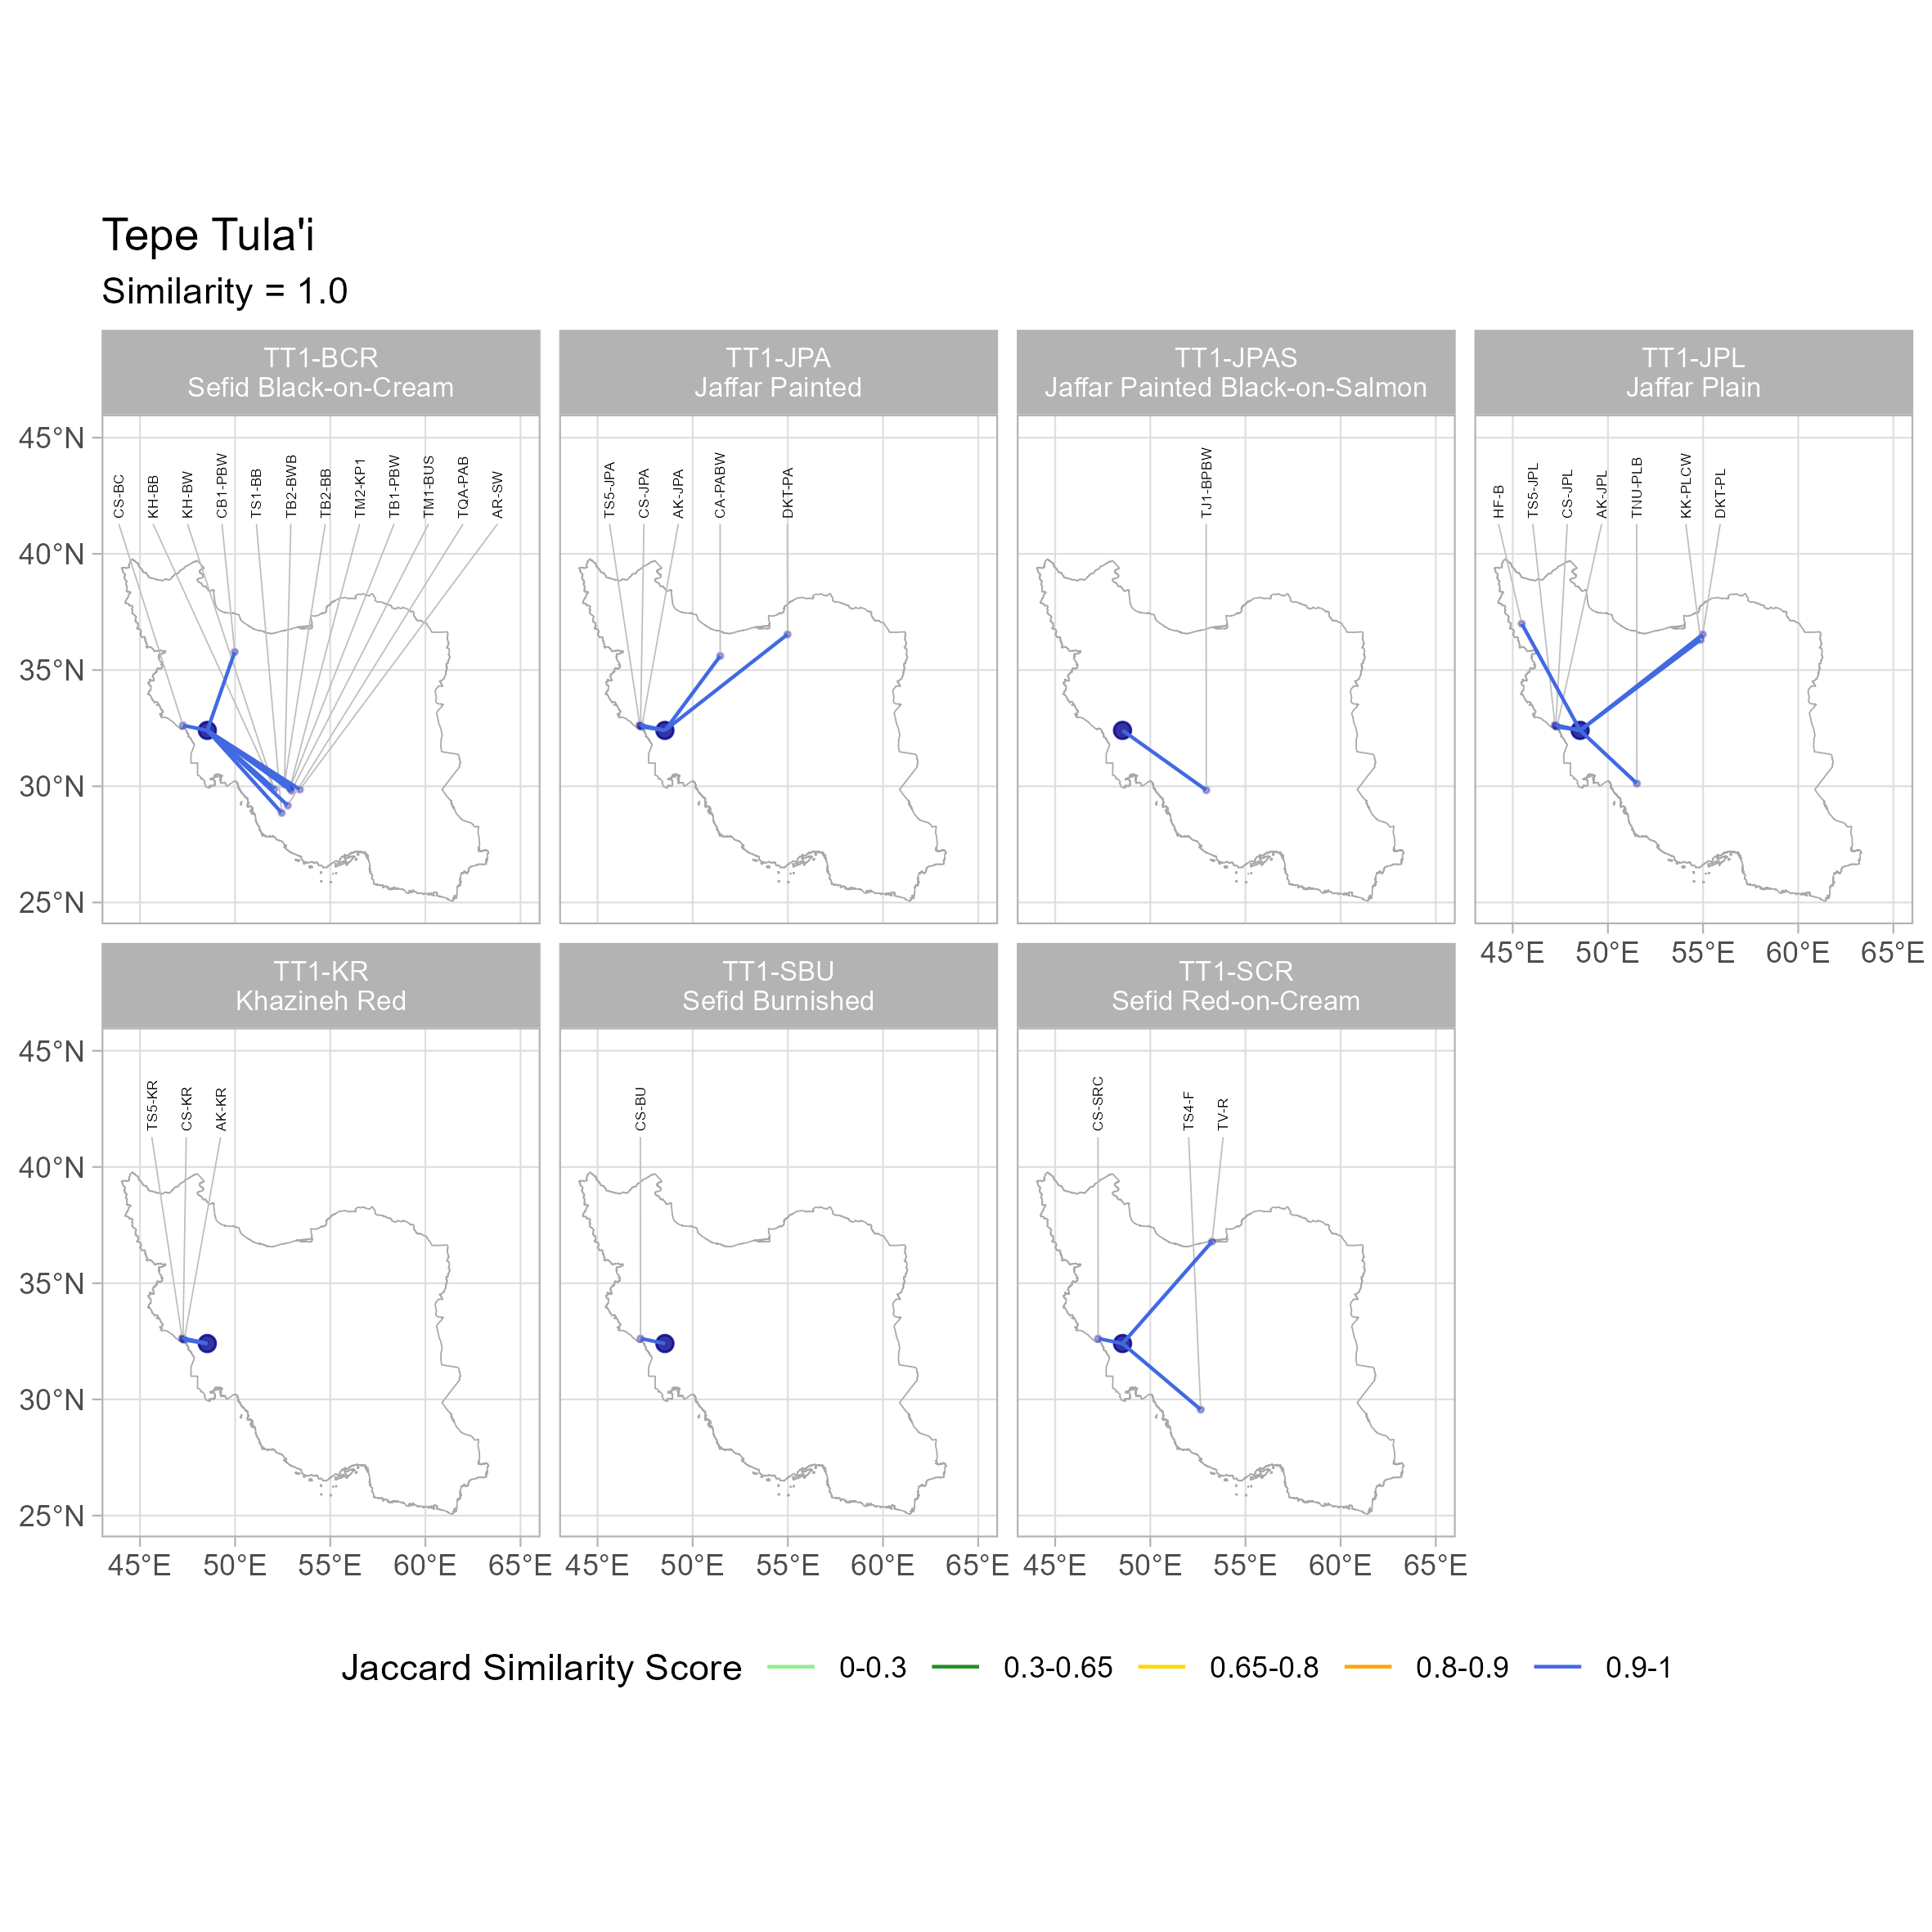 Tepe Tula'i
Similarity = 1.0
TT1-BCR
Sefid Black-on-Cream
TT1-JPA
Jaffar Painted
TT1-JPAS
Jaffar Painted Black-on-Salmon
TT1-JPL
Jaffar Plain
45°N
40°N
35°N
30°N
25°N
CS-BC
KH-BB
KH-BW
CB1-PBW
TS1-BB
TB2-BWB
TB2-BB
TM2-KP1
TB1-PBW
TM1-BUS
TQA-PAB
AR-SW
TS5-JPA
CS-JPA
AK-JPA
CA-PABW
DKT-PA
TJ1-BPBW
HF-B
TS5-JPL
CS-JPL
AK-JPL
TNU-PLB
KK-PLCW
DKT-PL
45°E 50°E 55°E 60°E 65°E
TT1-KR
Khazineh Red
TT1-SBU
Sefid Burnished
TT1-SCR
Sefid Red-on-Cream
45°N
40°N
35°N
30°N
25°N
TS5-KR
CS-KR
AK-KR
CS-BU
CS-SRC
TS4-F
TV-R
45°E 50°E 55°E 60°E 65°E
45°E 50°E 55°E 60°E 65°E
45°E 50°E 55°E 60°E 65°E
Jaccard Similarity Score 0-0.3 0.3-0.65 0.65-0.8 0.8-0.9 0.9-1